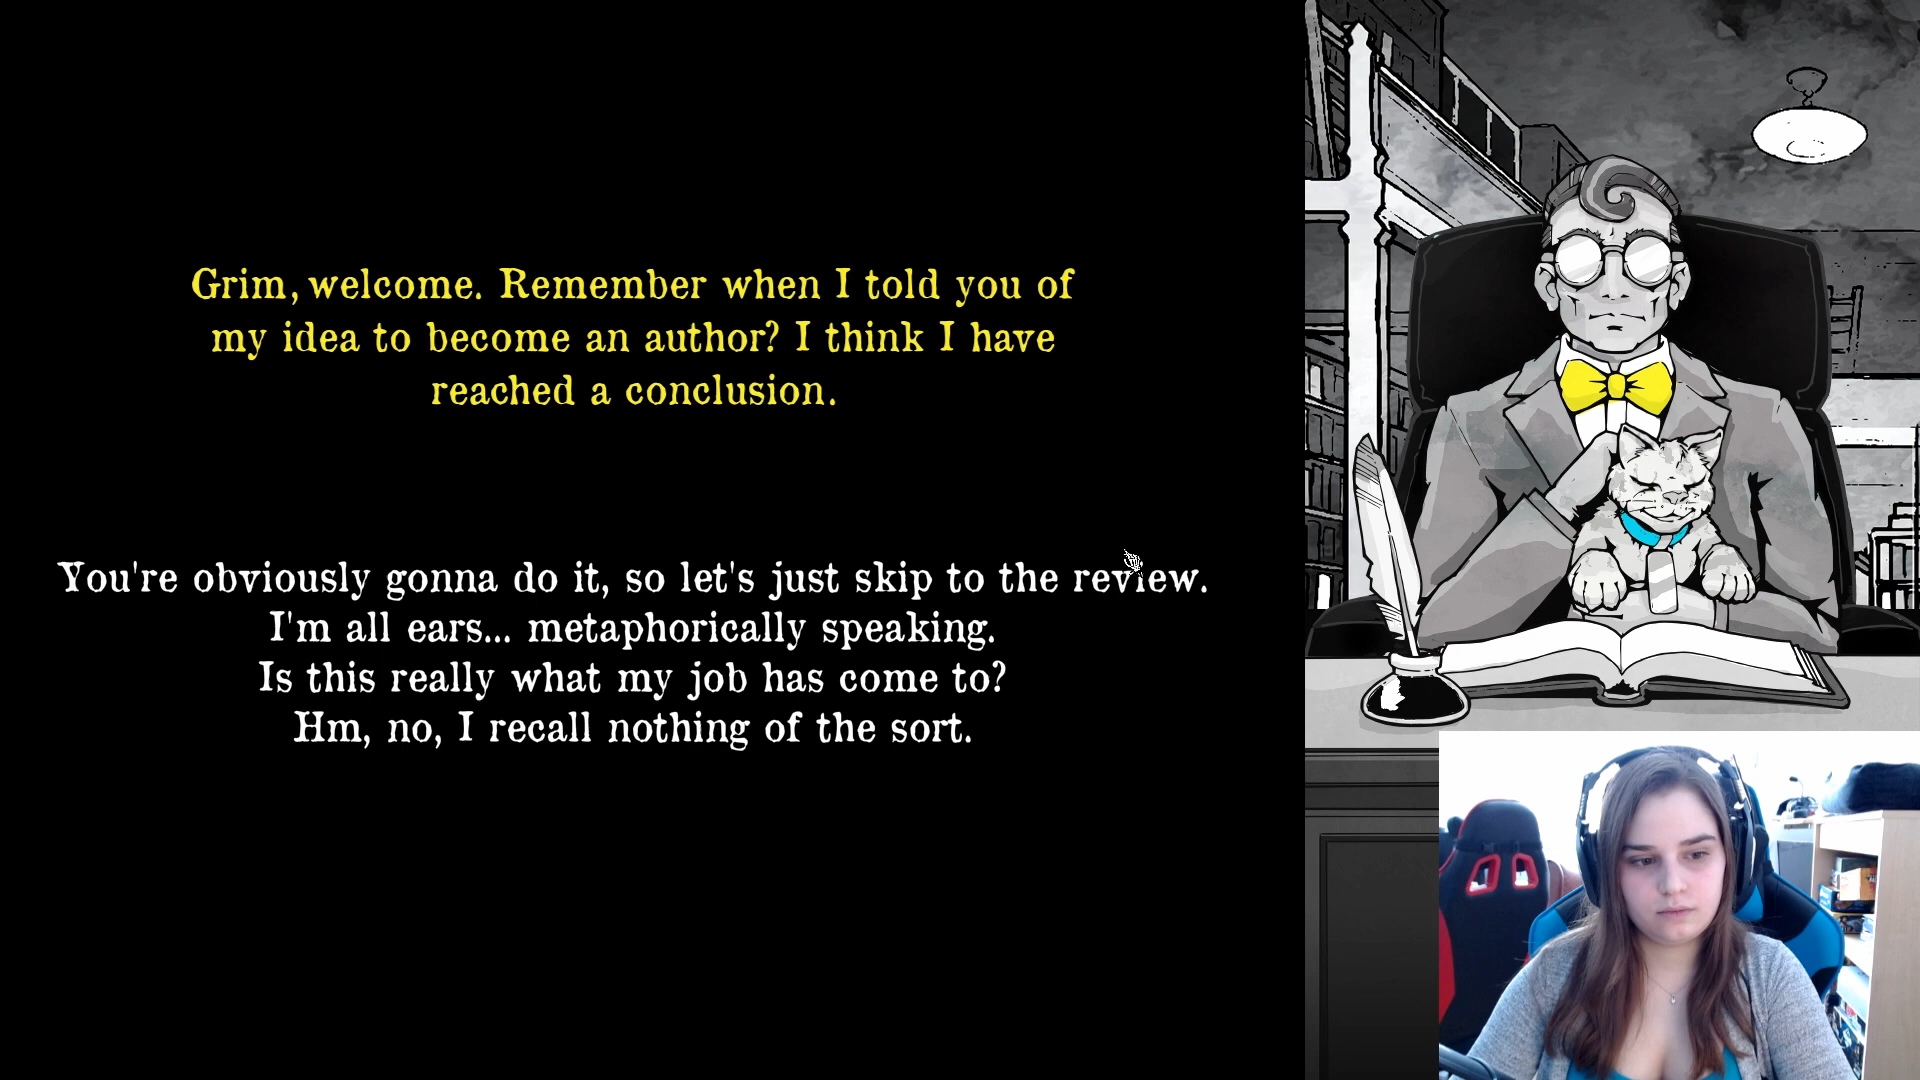 Grim, welcome. Remember when I told you of
my idea to become an author? I think I have
reached a conclusion.
You're obviously gonna do it, so let's just skip to the review.
I'm all ears... metaphorically speaking.
Is this really what my job has come to?
Hm, no, I recall nothing of the sort.